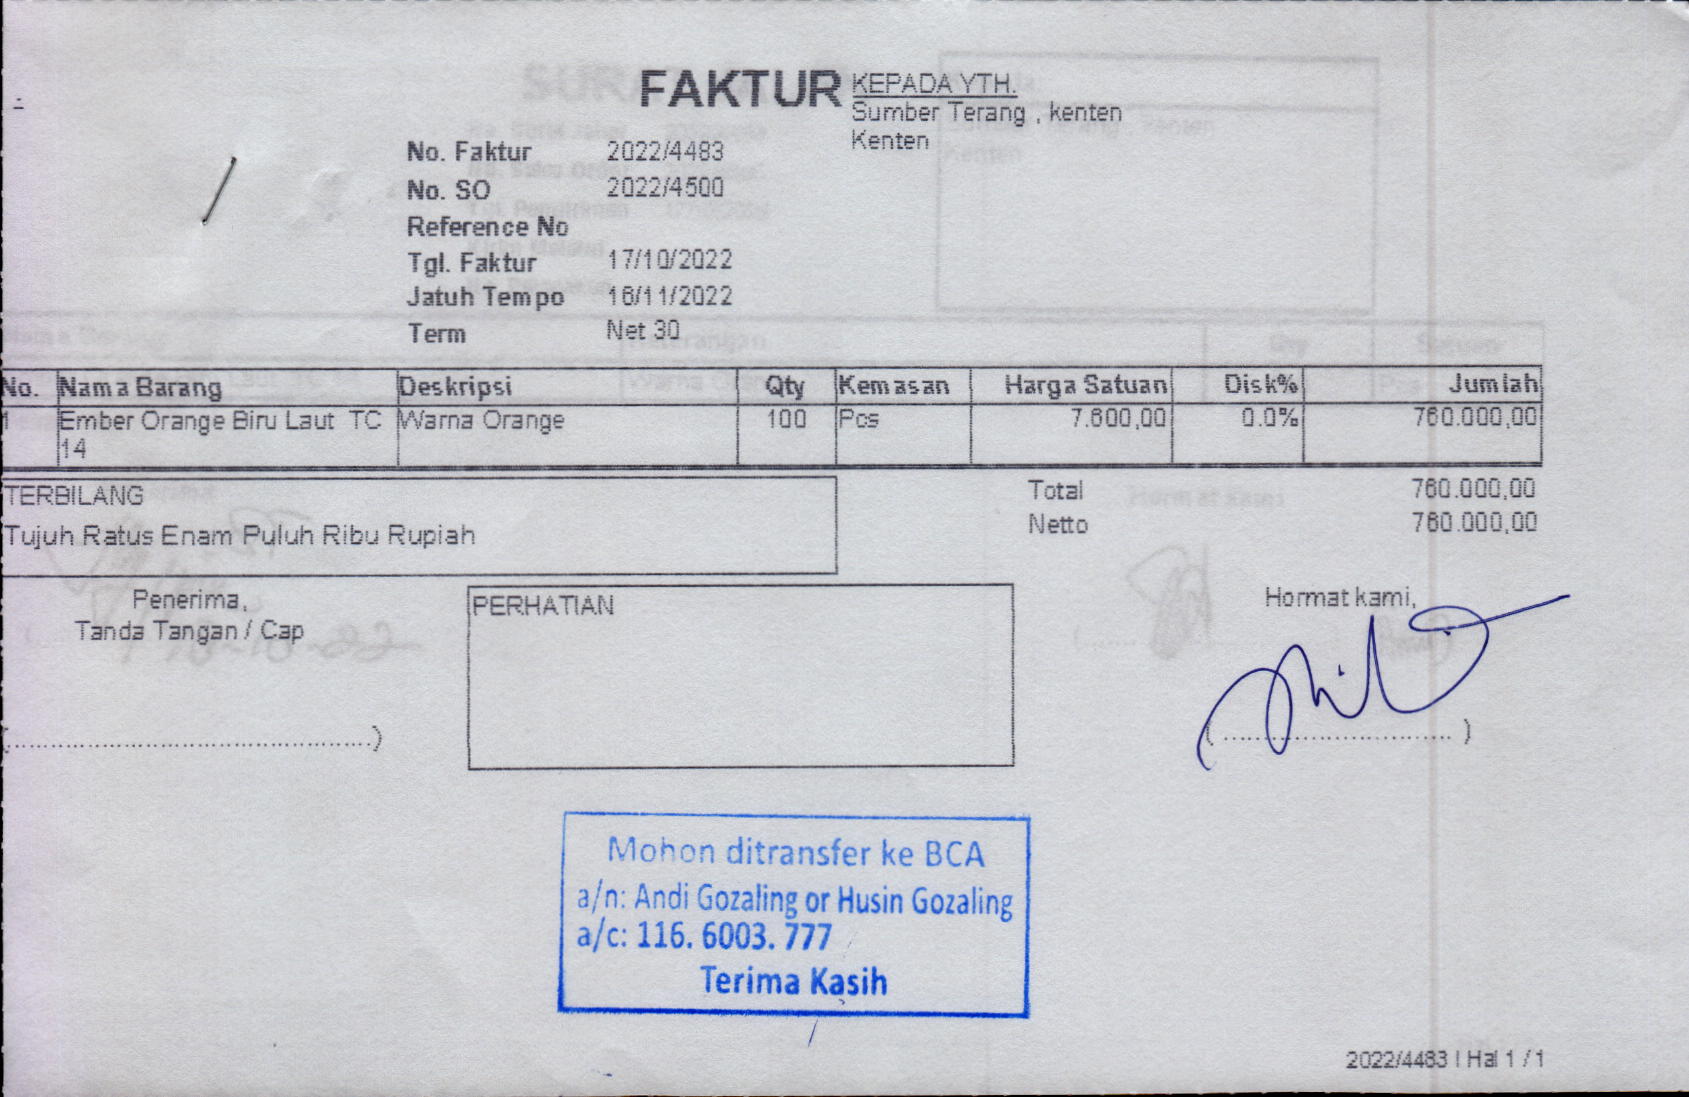 FAKTUR
KEPADA YTH.
Sumber Terang , kenten
Kenten
No. Faktur 2022/4483
No. SO 2022/4500
Reference No
Tgl. Faktur 17/10/2022
Jatuh Tempo 16/11/2022
Term Net 30
No. Nama Barang Deskripsi Qty Kemasan Harga Satuan Disk% Jumlah
1 Ember Orange Biru Laut TC Warna Orange 100 Pcs 7.600,00 0.0% 760.000,00
14
TERBILANG
Tujuh Ratus Enam Puluh Ribu Rupiah
Total 760.000,00
Netto 760.000,00
Penerima,
Tanda Tangan / Cap
PERHATIAN
Hormat kami,
(..............................................)
( .............................. )
Mohon ditransfer ke BCA
a/n: Andi Gozaling or Husin Gozaling
a/c: 116. 6003. 777
Terima Kasih
2022/4483 | Hal 1 / 1